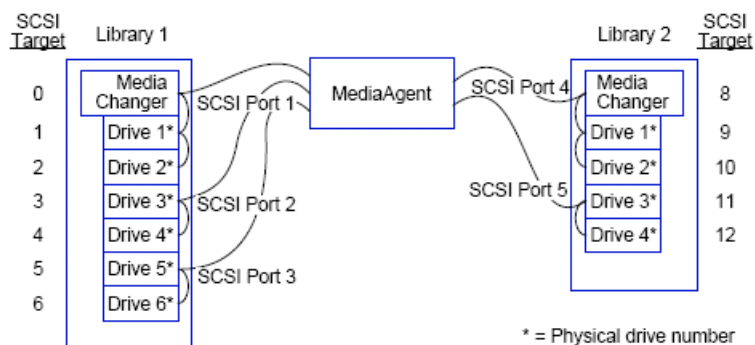 SCSI
Target
Library 1
Library 2
SCSI
Target
0
Media
Changer
1
Drive 1*
2
Drive 2*
3
Drive 3*
4
Drive 4*
5
Drive 5*
6
Drive 6*
SCSI Port 1
SCSI Port 2
SCSI Port 3
MediaAgent
SCSI Port 4
SCSI Port 5
Media
Changer
8
Drive 1*
9
Drive 2*
10
Drive 3*
11
Drive 4*
12
* = Physical drive number